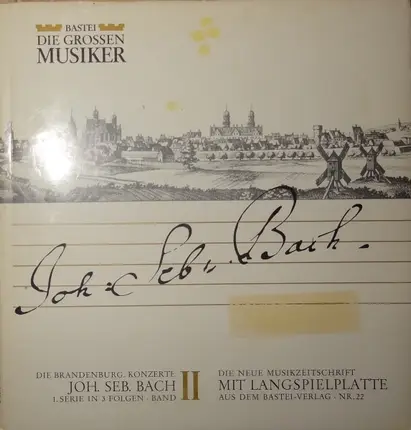 BASTEI
DIE GROSSEN
MUSIKER
Joh: Seb. Bach.
DIE BRANDENBURG. KONZERTE
JOH. SEB. BACH
1. SERIE IN 3 FOLGEN · BAND
II
DIE NEUE MUSIKZEITSCHRIFT
MIT LANGSPIELPLATTE
AUS DEM BASTEI-VERLAG · NR. 22